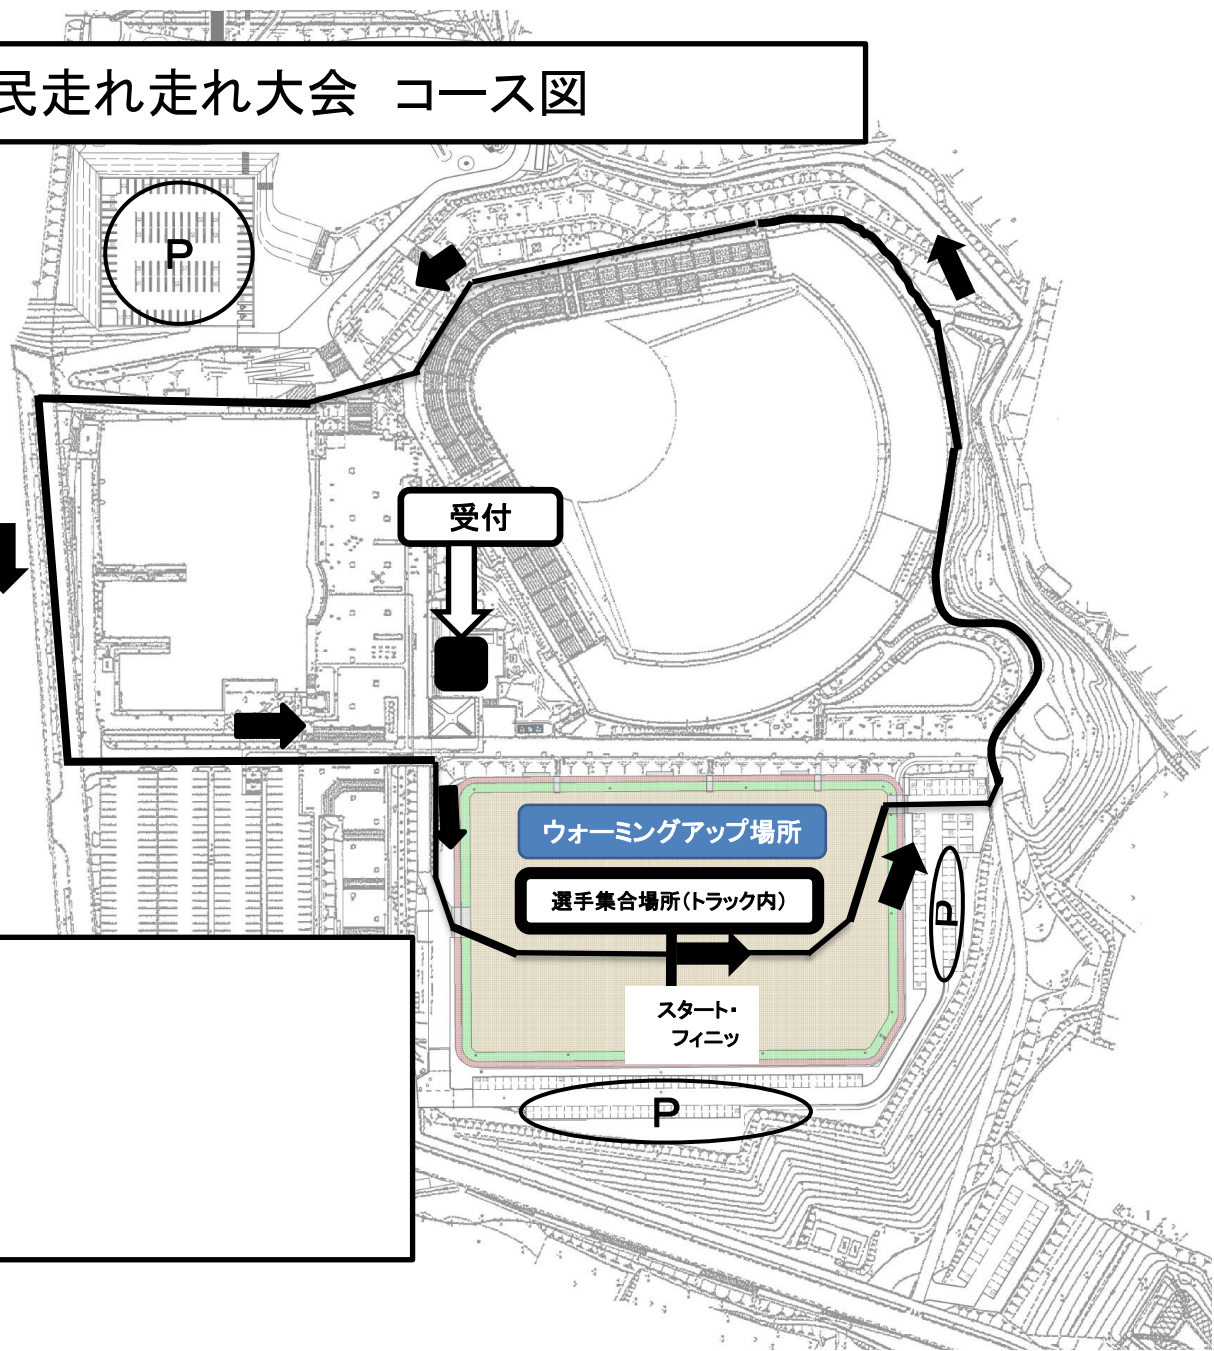 民走れ走れ大会 コース図
P
受付
ウォーミングアップ場所
選手集合場所(トラック内)
P
スタート・
フィニッ
P